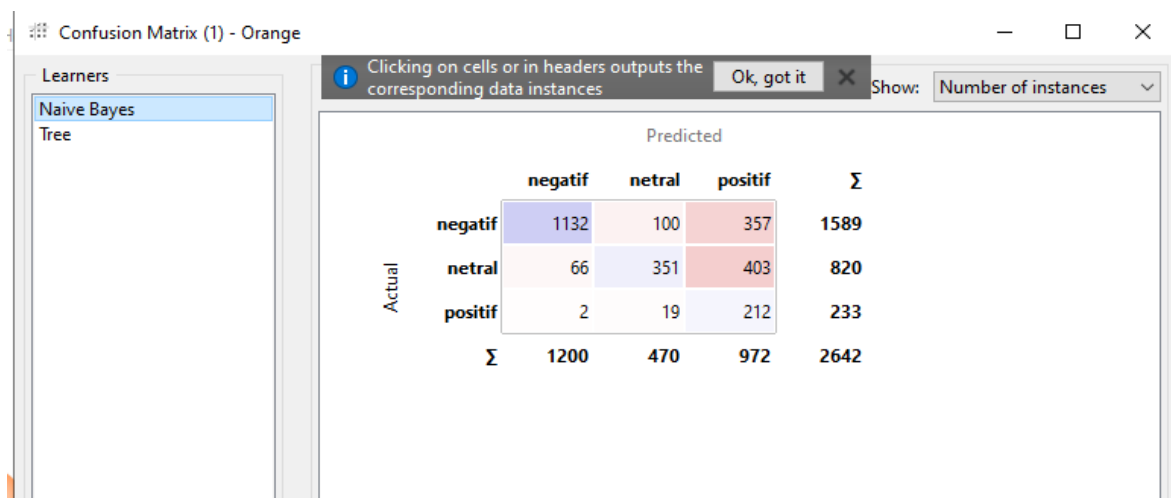 Confusion Matrix (1) - Orange
Learners
Naive Bayes
Tree
Clicking on cells or in headers outputs the
corresponding data instances
Ok, got it
Show: Number of instances
Predicted
negatif netral positif Σ
negatif 1132 100 357 1589
Actual
netral 66 351 403 820
positif 2 19 212 233
Σ 1200 470 972 2642